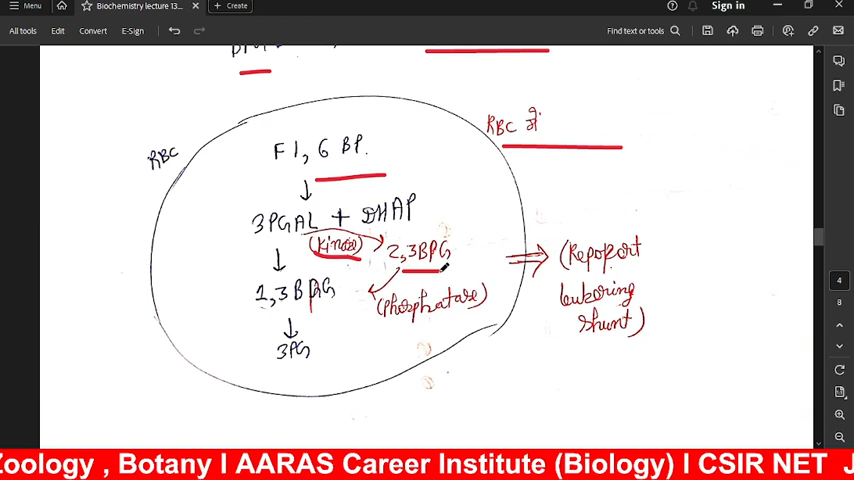 Menu
Biochemistry lecture 13...
Create
Sign in
All tools Edit Convert E-Sign
Find text or tools
RBC में
RBC
F1, 6 BP.
3PGAL + DHAP
(Kinase)
2,3BPG
1,3 BPG
(Phosphatase)
(Repoport
lubering
shunt)
3PG
4
8
Zoology , Botany I AARAS Career Institute (Biology) I CSIR NET J